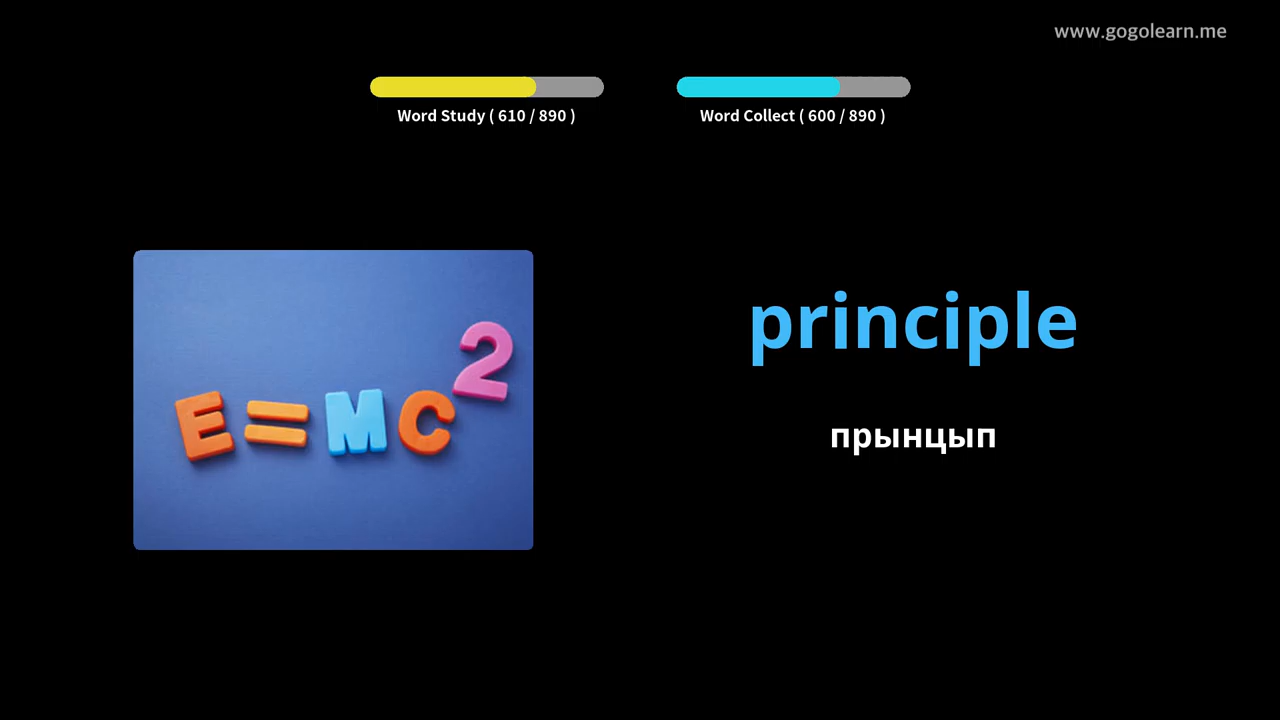 www.gogolearn.me
Word Study ( 610 / 890 )
Word Collect ( 600 / 890 )
E=MC2
principle
прынцып